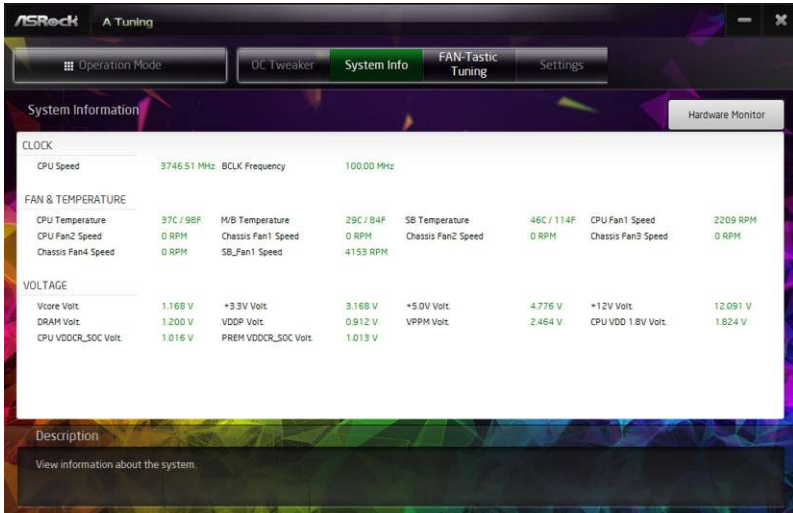 ASRock A Tuning
Operation Mode OC Tweaker System Info FAN-Tastic Tuning Settings
System Information Hardware Monitor
CLOCK
CPU Speed 3746.51 MHz BCLK Frequency 100.00 MHz
FAN & TEMPERATURE
CPU Temperature 37C / 98F M/B Temperature 29C / 84F SB Temperature 46C / 114F CPU Fan1 Speed 2209 RPM
CPU Fan2 Speed 0 RPM Chassis Fan1 Speed 0 RPM Chassis Fan2 Speed 0 RPM Chassis Fan3 Speed 0 RPM
Chassis Fan4 Speed 0 RPM SB_Fan1 Speed 4153 RPM
VOLTAGE
Vcore Volt. 1.168 V +3.3V Volt. 3.168 V +5.0V Volt. 4.776 V +12V Volt. 12.091 V
DRAM Volt. 1.200 V VDDP Volt. 0.912 V VPPM Volt. 2.464 V CPU VDD 1.8V Volt. 1.824 V
CPU VDDCR_SOC Volt. 1.016 V PREM VDDCR_SOC Volt. 1.013 V
Description
View information about the system.